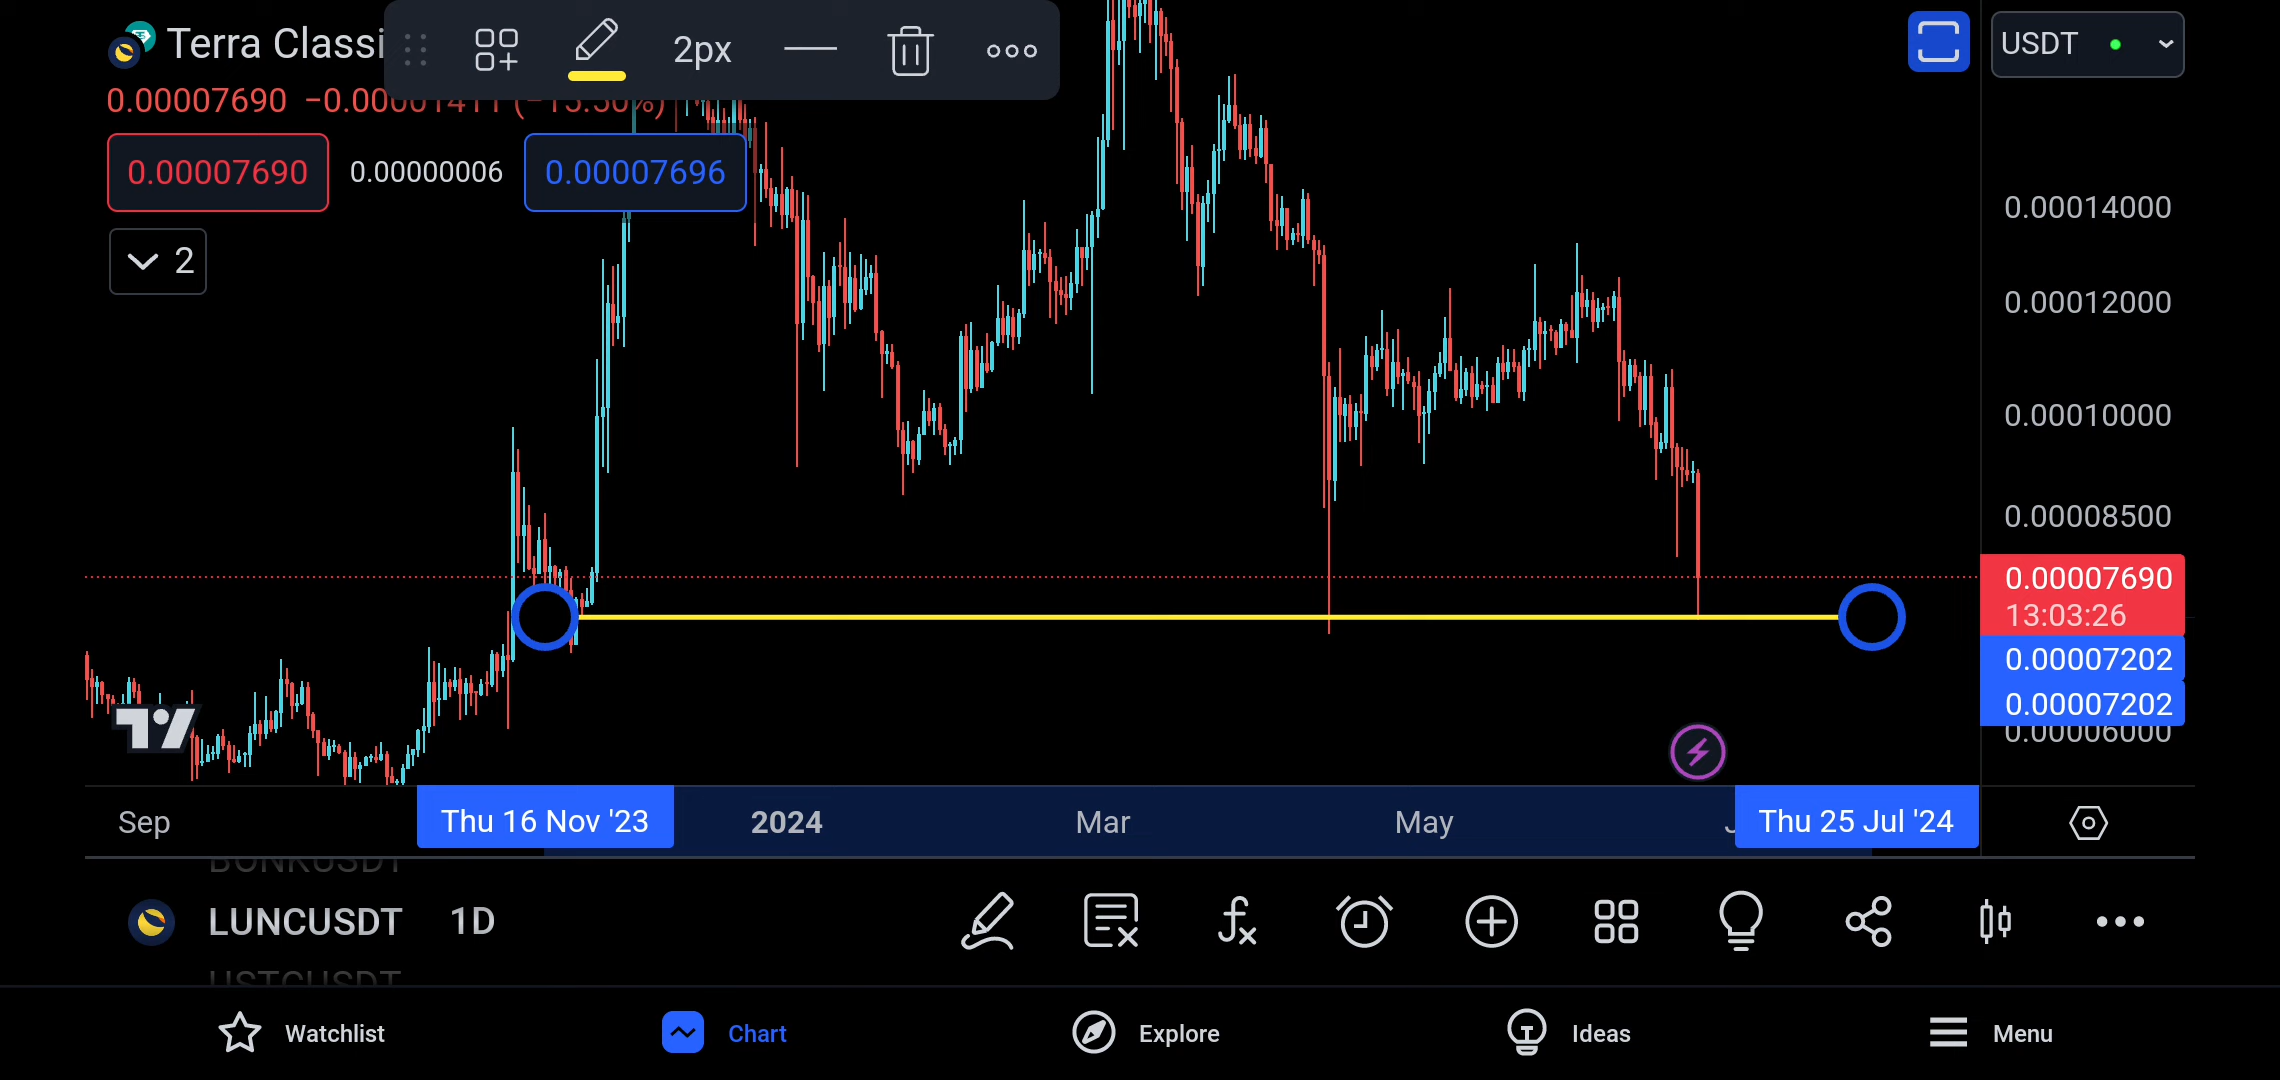 Terra Classi
2px
USDT
0.00007690 −0.00001411 (−15.50%)
0.00007690
0.00000006
0.00007696
2
0.00014000
0.00012000
0.00010000
0.00008500
0.00007690
13:03:26
0.00007202
0.00007202
0.00006000
Sep
Thu 16 Nov '23
2024
Mar
May
Thu 25 Jul '24
BONKUSDT
LUNCUSDT 1D
USTCUSDT
Watchlist
Chart
Explore
Ideas
Menu